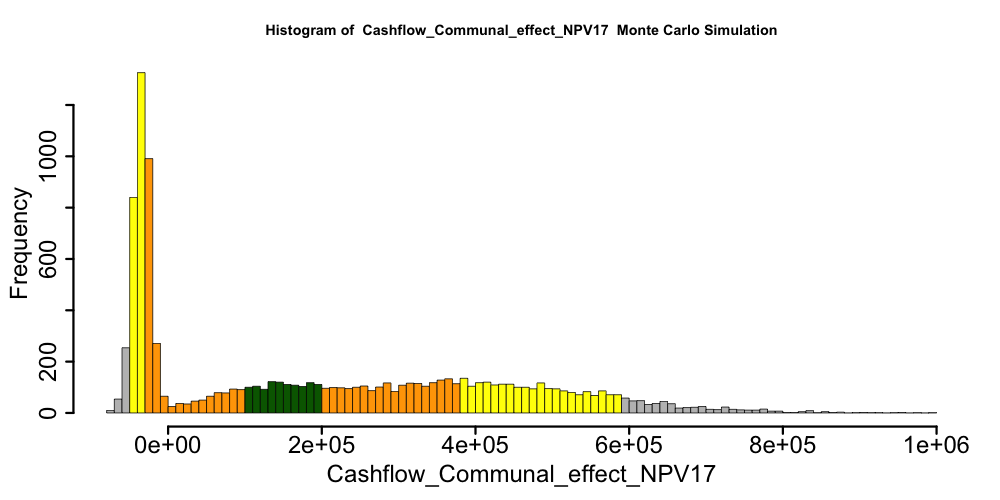 Histogram of  Cashflow_Communal_effect_NPV17  Monte Carlo Simulation
Frequency
1000
600
200
0
0e+00 2e+05 4e+05 6e+05 8e+05 1e+06
Cashflow_Communal_effect_NPV17